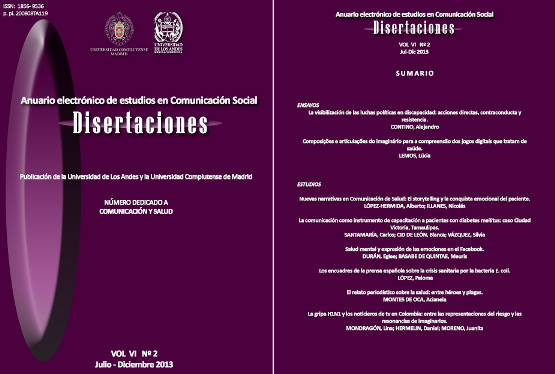 ISSN: 1856-9536
p. pi. 200808TA119
UNIVERSIDAD COMPLUTENSE
MADRID
UNIVERSIDAD
DE LOS ANDES
Anuario electrónico de estudios en Comunicación Social
Disertaciones
Publicación de la Universidad de Los Andes y la Universidad Complutense de Madrid
NÚMERO DEDICADO A
COMUNICACIÓN Y SALUD
VOL VI Nº 2
Julio - Diciembre 2013
Anuario electrónico de estudios en Comunicación Social
Disertaciones
VOL VI Nº 2
Jul-Dic 2013
SUMARIO
ENSAYOS
La visibilización de las luchas políticas en discapacidad: acciones directas, contraconducta y
resistencia.
CONTINO, Alejandro
Composições e articulações do imaginário para a compreensão dos jogos digitais que tratam de
saúde.
LEMOS, Lúcia
ESTUDIOS
Nuevas narrativas en Comunicación de Salud: El storytelling y la conquista emocional del paciente.
LÓPEZ-HERMIDA, Alberto; ILLANES, Nicolás
La comunicación como instrumento de capacitación a pacientes con diabetes mellitus: caso Ciudad
Victoria, Tamaulipas.
SANTAMARÍA, Carlos; CID DE LEÓN, Blanca; VÁZQUEZ, Silvia
Salud mental y expresión de las emociones en el Facebook.
DURÁN, Eglee; BASABE DE QUINTAE, Meuris
Los encuadres de la prensa española sobre la crisis sanitaria por la bacteria E. coli.
LÓPEZ, Paloma
El relato periodístico sobre la salud: entre héroes y plagas.
MONTES DE OCA, Acianela
La gripa H1N1 y los noticieros de tv en Colombia: entre las representaciones del riesgo y las
resonancias de imaginarios.
MONDRAGÓN, Lina; HERMELIN, Daniel; MORENO, Juanita